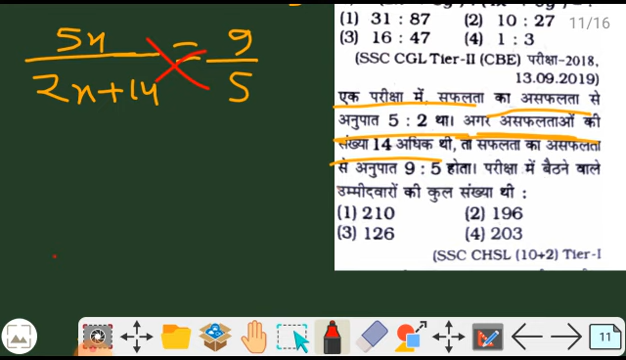 5x = 9
2x+14 5
(1) 31 : 87 (2) 10 : 27
11/16
(3) 16 : 47 (4) 1 : 3
(SSC CGL Tier-II (CBE) परीक्षा-2018,
13.09.2019)
एक परीक्षा में, सफलता का असफलता से
अनुपात 5 : 2 था। अगर असफलताओं की
संख्या 14 अधिक थी, तो सफलता का असफलता
से अनुपात 9 : 5 होता। परीक्षा में बैठने वाले
उम्मीदवारों की कुल संख्या थी :
(1) 210 (2) 196
(3) 126 (4) 203
(SSC CHSL (10+2) Tier-I
11